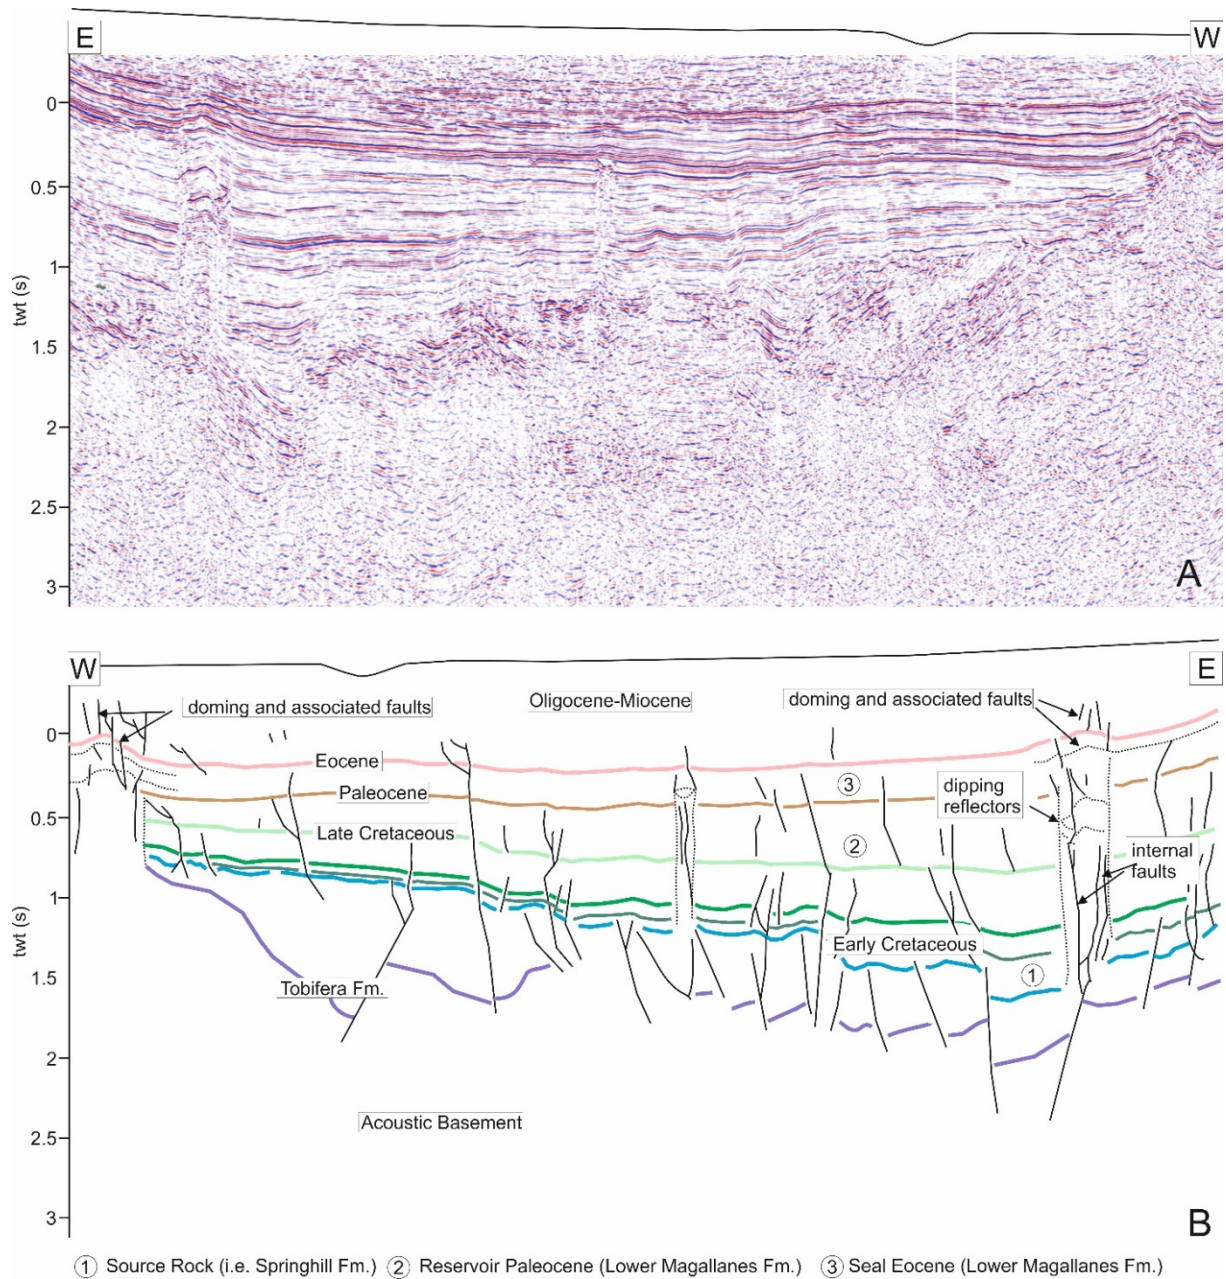 E
W
0
0.5
1
1.5
2
2.5
3
twt (s)
A
W
E
doming and associated faults
Oligocene-Miocene
doming and associated faults
0
Eocene
Paleocene
3
dipping
reflectors
0.5
Late Cretaceous
2
internal
faults
1
twt (s)
Early Cretaceous
1
1.5
Tobifera Fm.
2
Acoustic Basement
2.5
B
3
1 Source Rock (i.e. Springhill Fm.) 2 Reservoir Paleocene (Lower Magallanes Fm.) 3 Seal Eocene (Lower Magallanes Fm.)